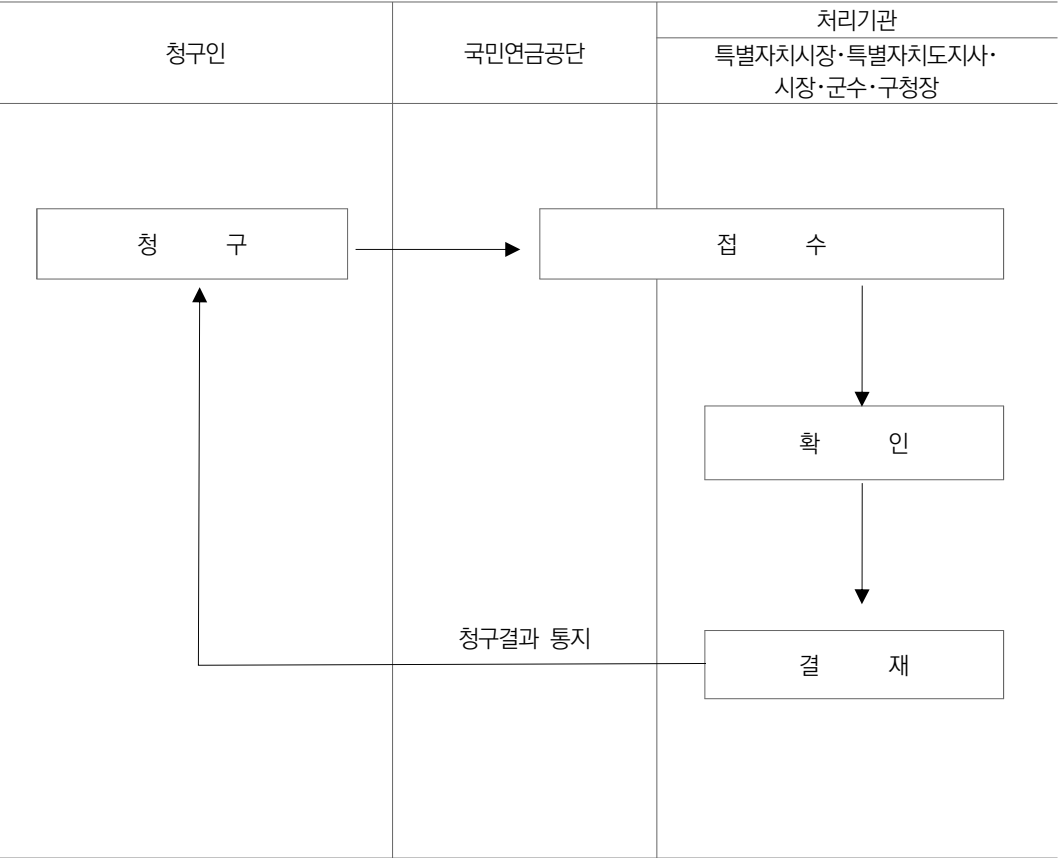 청구인
국민연금공단
처리기관
특별자치시장·특별자치도지사·
시장·군수·구청장
청 구
접 수
확 인
청구결과 통지
결 재